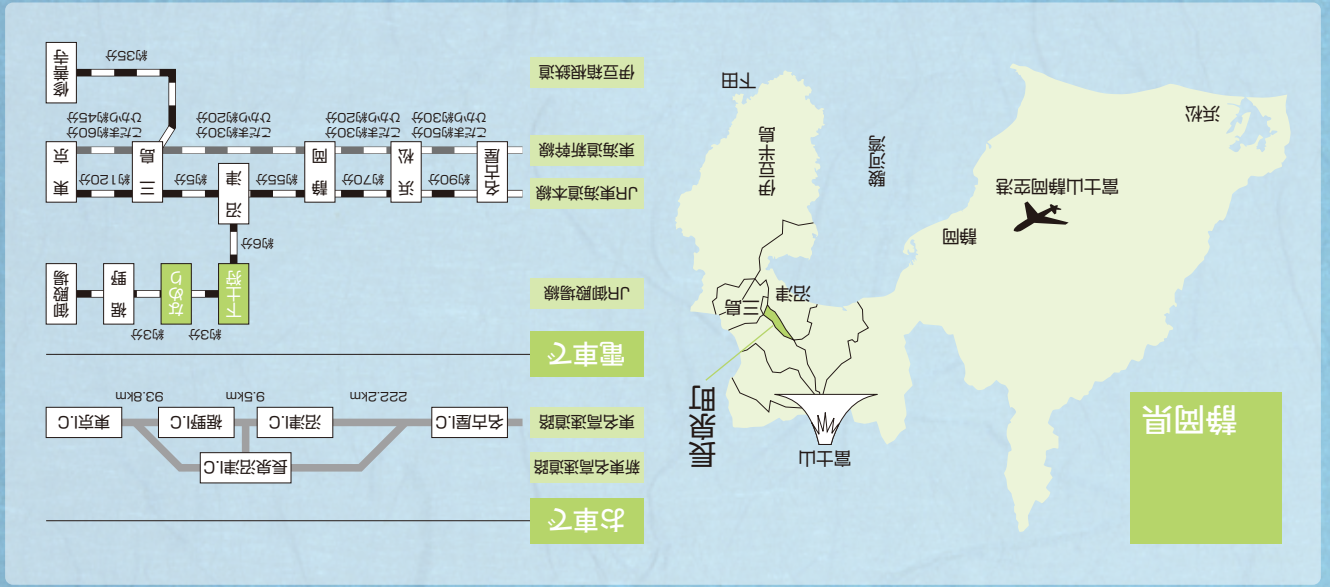 静岡県
富士山
長泉町
三島
沼津
静岡
富士山静岡空港
駿河湾
伊豆半島
浜松
下田
お車で
新東名高速道路
長泉沼津I.C
東名高速道路
名古屋I.C
222.2km
沼津I.C
9.5km
裾野I.C
93.8km
東京I.C
電車で
約3分
約3分
JR御殿場線
下土狩
なめり
裾野
御殿場
約6分
JR東海道本線
名古屋
約90分
浜松
約70分
静岡
約55分
沼津
約5分
三島
約120分
東京
東海道新幹線
こだま約50分
ひかり約30分
こだま約30分
ひかり約20分
こだま約30分
ひかり約20分
こだま約60分
ひかり約45分
伊豆箱根鉄道
約35分
修善寺